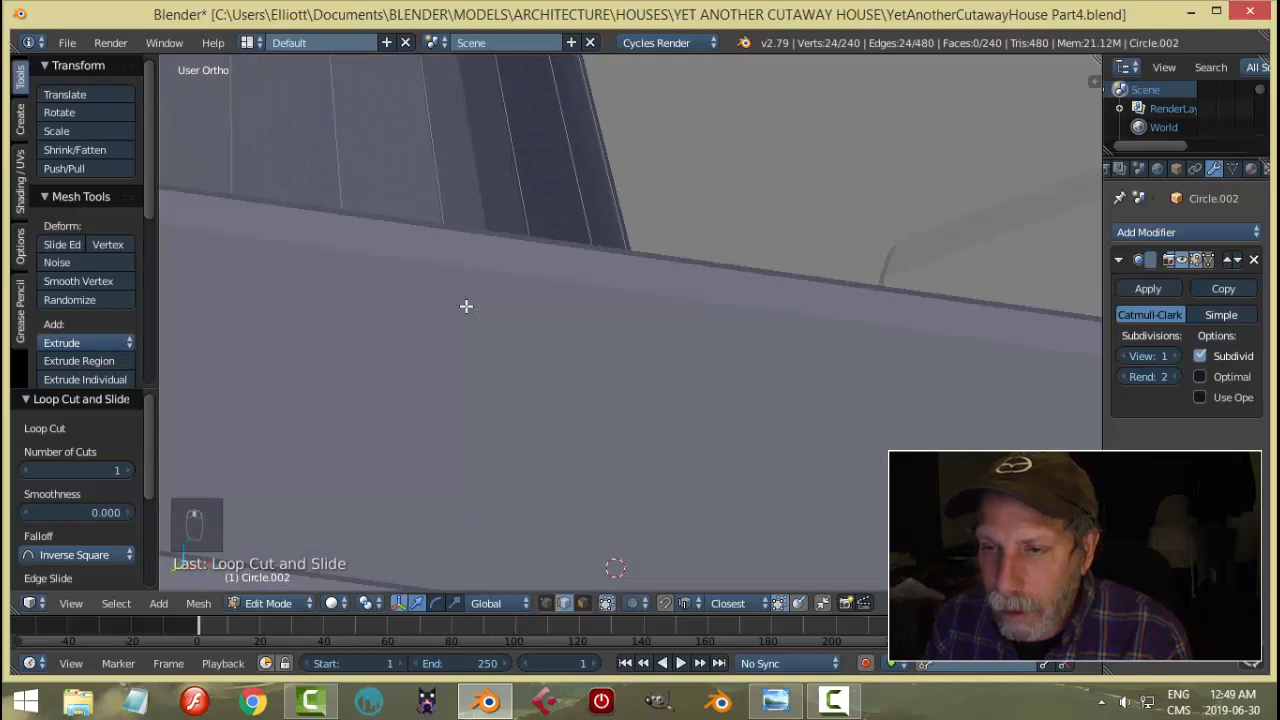 Blender* [C:\Users\Elliott\Documents\BLENDER\MODELS\ARCHITECTURE\HOUSES\YET ANOTHER CUTAWAY HOUSE\YetAnotherCutawayHouse Part4.blend]
File Render Window Help Default Scene Cycles Render v2.79 | Verts:24/240 | Edges:24/480 | Faces:0/240 | Tris:480 | Mem:21.12M | Circle.002
Tools
Create
Shading / UVs
Options
Grease Pencil
Transform
Translate
Rotate
Scale
Shrink/Fatten
Push/Pull
Mesh Tools
Deform:
Slide Ed Vertex
Noise
Smooth Vertex
Randomize
Add:
Extrude
Extrude Region
Extrude Individual
Loop Cut and Slide
Loop Cut
Number of Cuts
1
Smoothness
0.000
Falloff
Inverse Square
Edge Slide
User Ortho
Last: Loop Cut and Slide
(1) Circle.002
View Search All Sc
Scene
RenderLay
World
Circle.002
Add Modifier
Apply Copy
Catmull-Clark Simple
Subdivisions: Options:
View: 1 Subdivid
Rend: 2 Optimal
Use Ope
View Select Add Mesh Edit Mode Global Closest
-40 -20 0 20 40 60 80 100 120 140 160 180 200
View Marker Frame Playback Start: 1 End: 250 1 No Sync
ENG 12:49 AM
CMS 2019-06-30